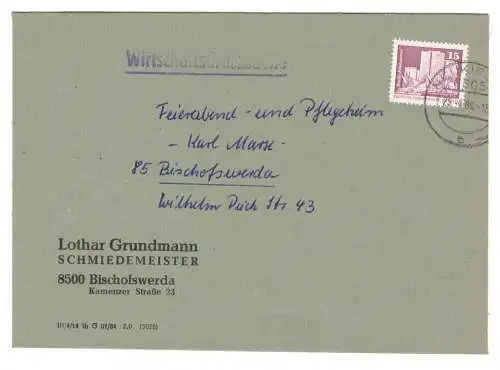 Wirtschaftsdrucksache
15
Feierabend - und Pflegeheim
- Karl Marx -
85 Bischofswerda
Wilhelm Pieck Str. 43
Lothar Grundmann
SCHMIEDEMEISTER
8500 Bischofswerda
Kamenzer Straße 23